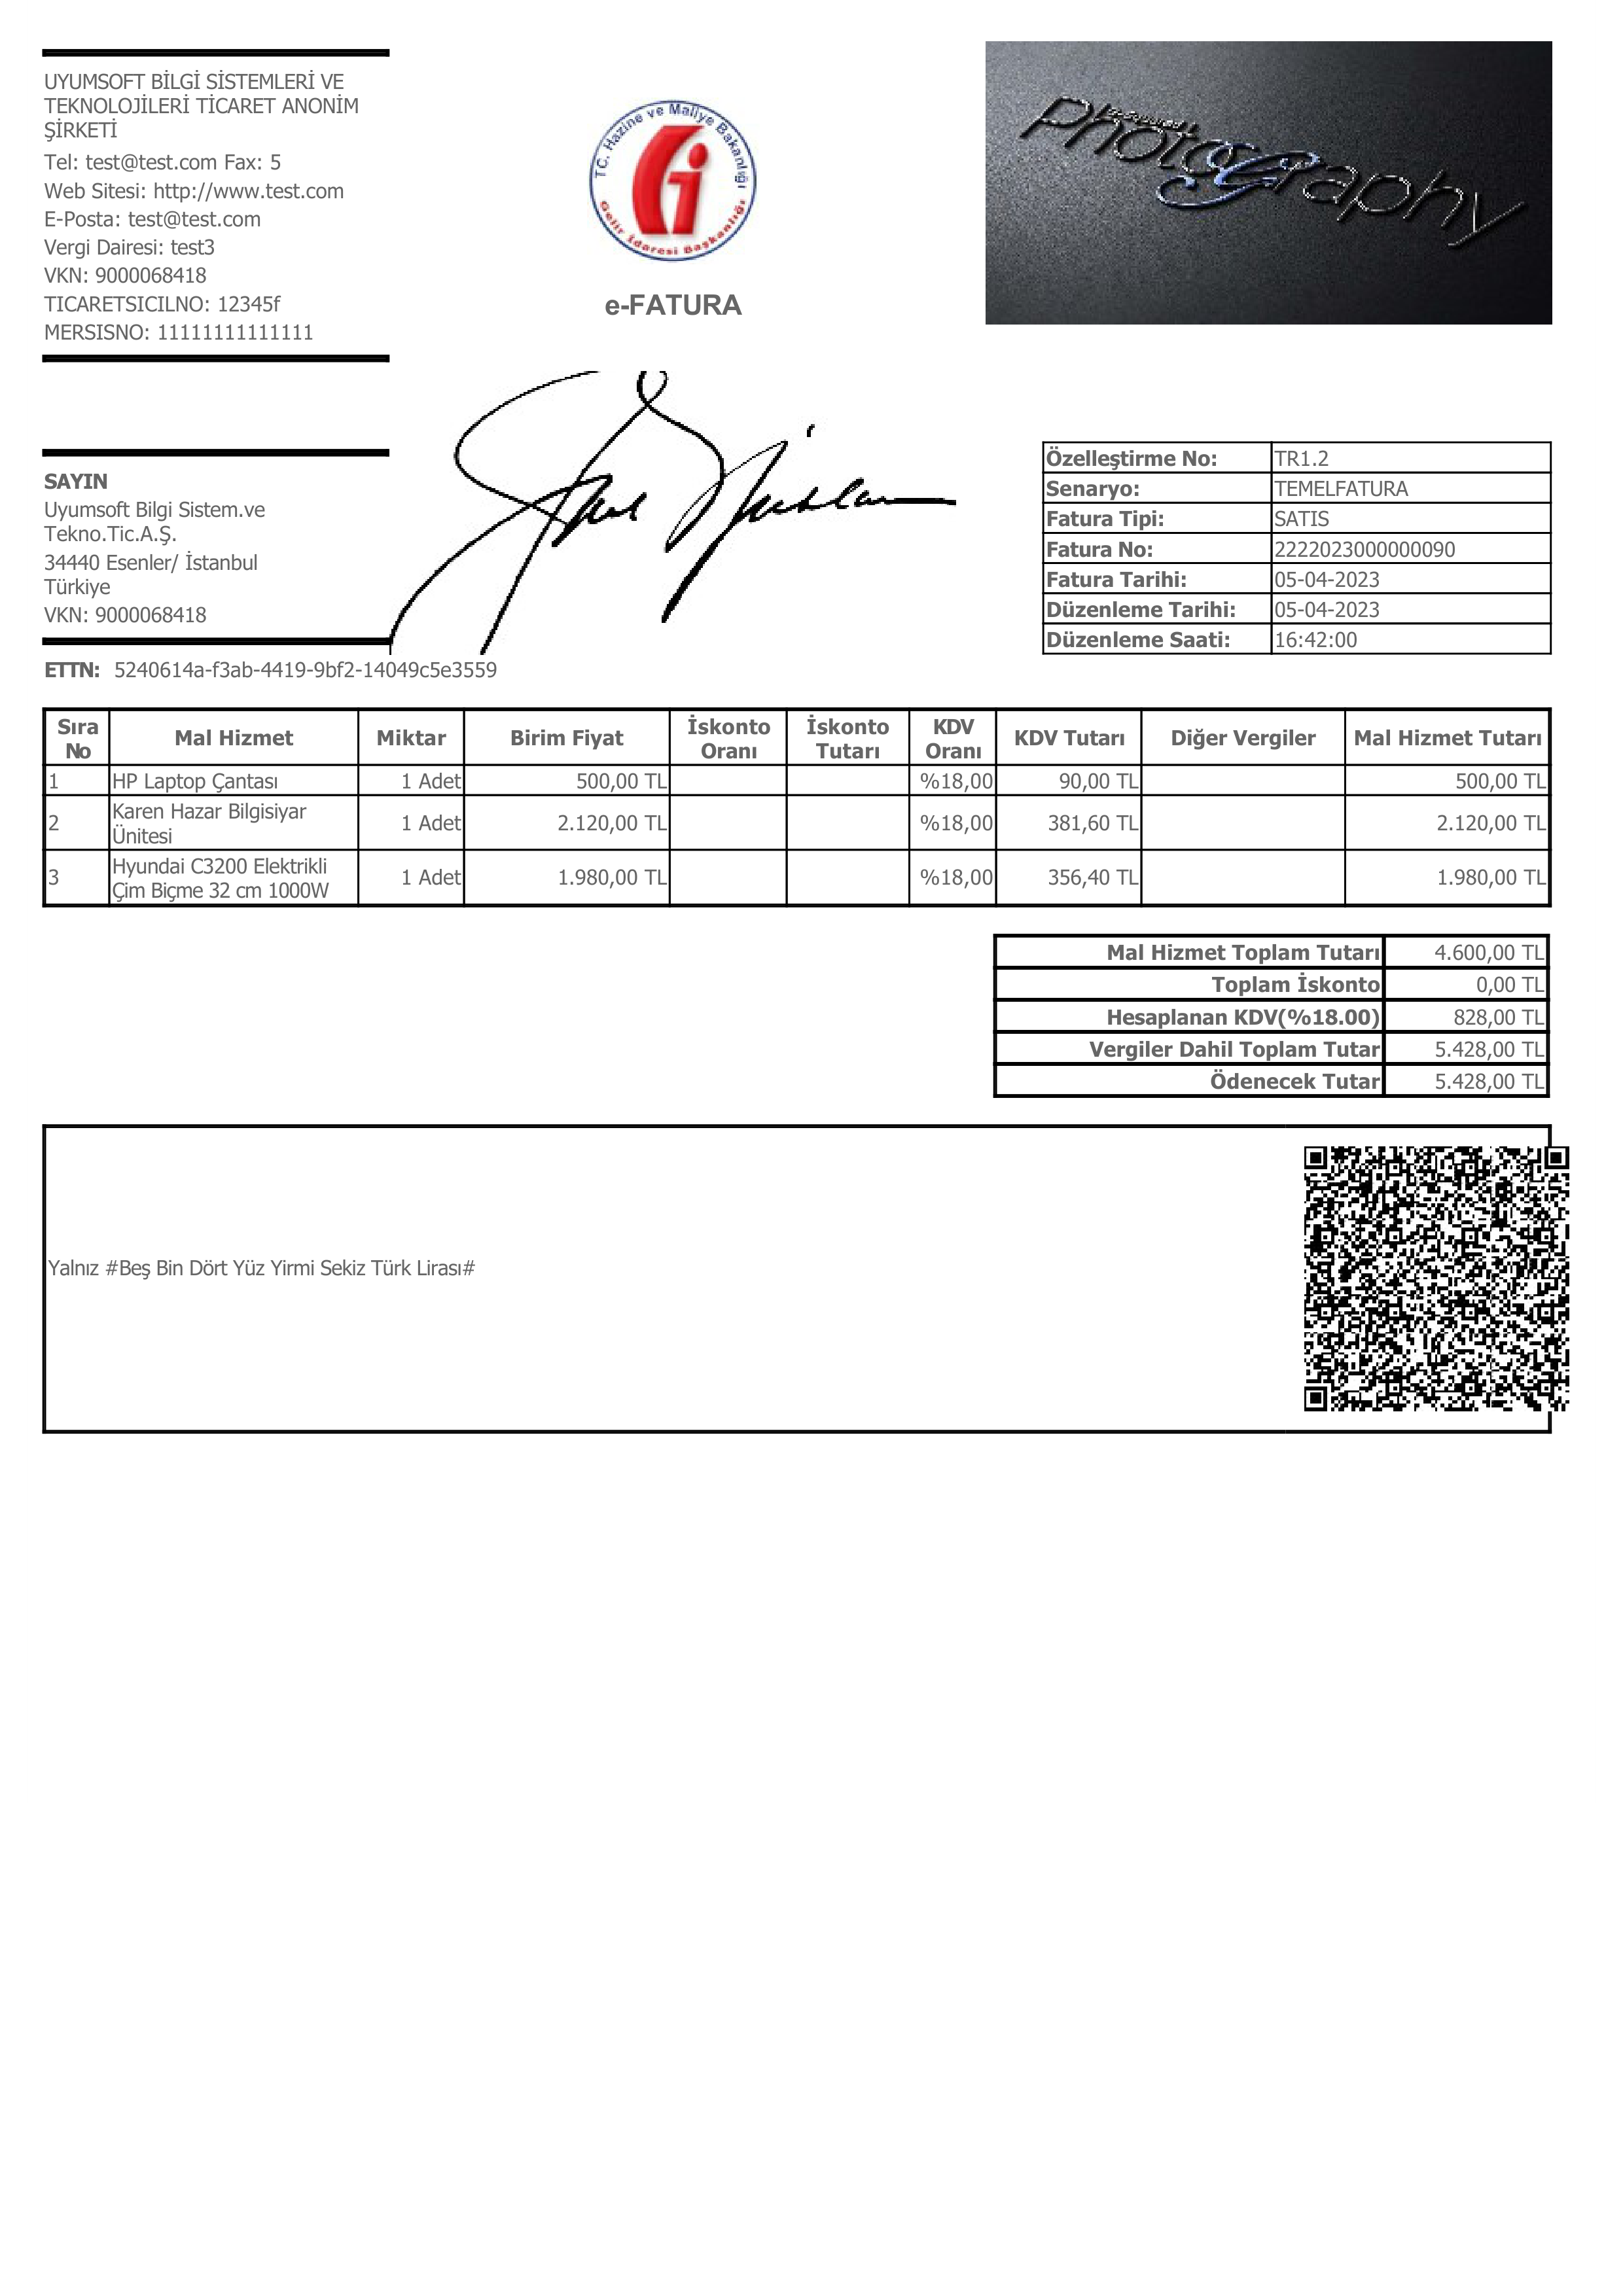 UYUMSOFT BİLGİ SİSTEMLERİ VE
TEKNOLOJİLERİ TİCARET ANONİM
ŞİRKETİ
Tel: test@test.com Fax: 5
Web Sitesi: http://www.test.com
E-Posta: test@test.com
Vergi Dairesi: test3
VKN: 9000068418
TICARETSICILNO: 12345f
MERSISNO: 11111111111111
TC. Hazine ve Maliye Bakanlığı
Gelir İdaresi Başkanlığı
e-FATURA
Photography
SAYIN
Uyumsoft Bilgi Sistem.ve
Tekno.Tic.A.Ş.
34440 Esenler/ İstanbul
Türkiye
VKN: 9000068418
Özelleştirme No: TR1.2
Senaryo: TEMELFATURA
Fatura Tipi: SATIS
Fatura No: 2222023000000090
Fatura Tarihi: 05-04-2023
Düzenleme Tarihi: 05-04-2023
Düzenleme Saati: 16:42:00
ETTN: 5240614a-f3ab-4419-9bf2-14049c5e3559
Sıra No Mal Hizmet Miktar Birim Fiyat İskonto Oranı İskonto Tutarı KDV Oranı KDV Tutarı Diğer Vergiler Mal Hizmet Tutarı
1 HP Laptop Çantası 1 Adet 500,00 TL %18,00 90,00 TL 500,00 TL
2 Karen Hazar Bilgisiyar Ünitesi 1 Adet 2.120,00 TL %18,00 381,60 TL 2.120,00 TL
3 Hyundai C3200 Elektrikli Çim Biçme 32 cm 1000W 1 Adet 1.980,00 TL %18,00 356,40 TL 1.980,00 TL
Mal Hizmet Toplam Tutarı 4.600,00 TL
Toplam İskonto 0,00 TL
Hesaplanan KDV(%18.00) 828,00 TL
Vergiler Dahil Toplam Tutar 5.428,00 TL
Ödenecek Tutar 5.428,00 TL
Yalnız #Beş Bin Dört Yüz Yirmi Sekiz Türk Lirası#